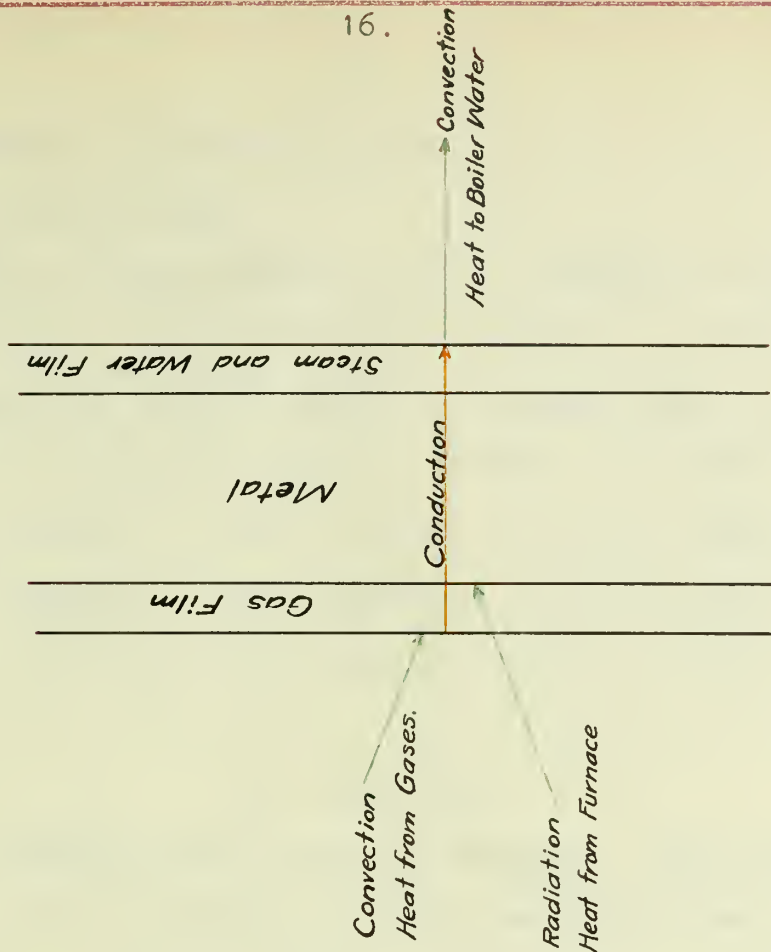 16.
Convection
Heat to Boiler Water
Steam and Water Film
Metal
Conduction
Gas Film
Convection
Heat from Gases.
Radiation
Heat from Furnace